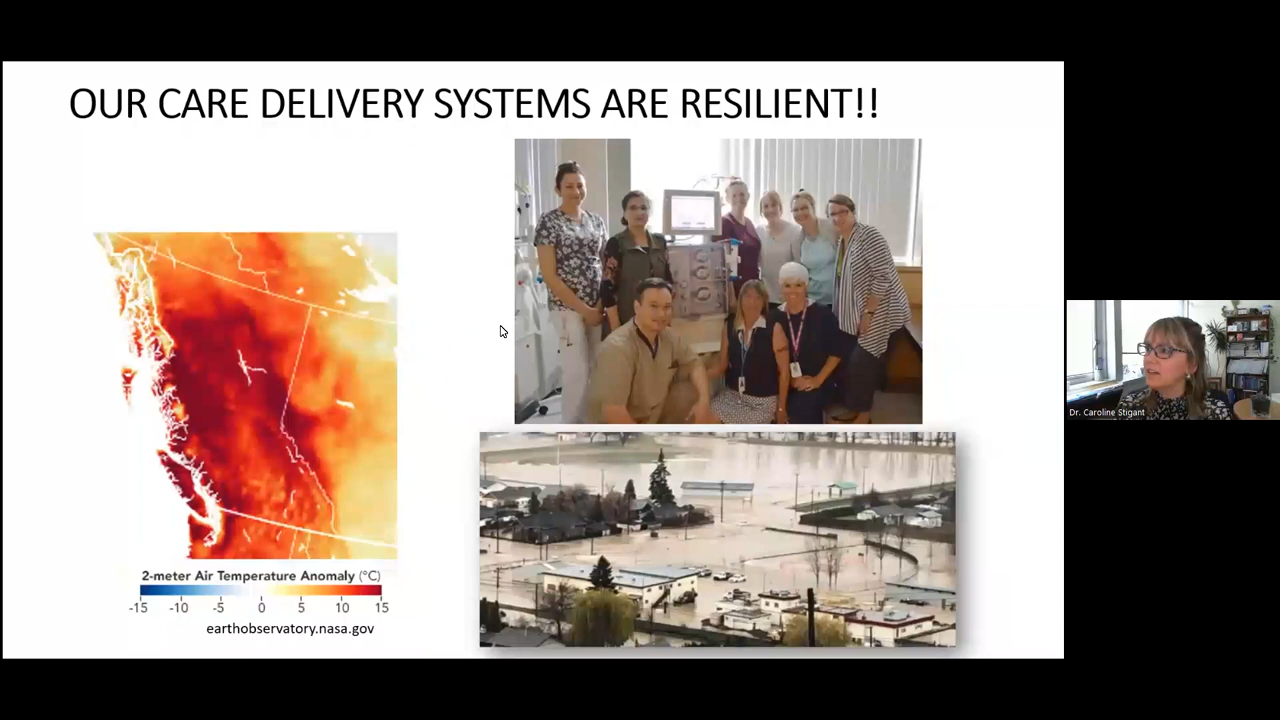 OUR CARE DELIVERY SYSTEMS ARE RESILIENT!!
2-meter Air Temperature Anomaly (°C)
-15 -10 -5 0 5 10 15
earthobservatory.nasa.gov
Dr. Caroline Stigant